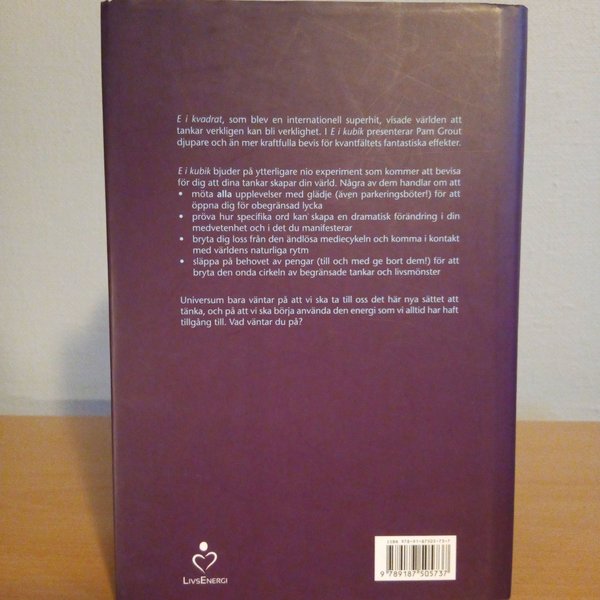 E i kvadrat, som blev en internationell superhit, visade världen att
tankar verkligen kan bli verklighet. I E i kubik presenterar Pam Grout
djupare och än mer kraftfulla bevis för kvantfältets fantastiska effekter.
E i kubik bjuder på ytterligare nio experiment som kommer att bevisa
för dig att dina tankar skapar din värld. Några av dem handlar om att
• möta alla upplevelser med glädje (även parkeringsböter!) för att
öppna dig för obegränsad lycka
• pröva hur specifika ord kan skapa en dramatisk förändring i din
medvetenhet och i det du manifesterar
• bryta dig loss från den ändlösa mediecykeln och komma i kontakt
med världens naturliga rytm
• släppa på behovet av pengar (till och med ge bort dem!) för att
bryta den onda cirkeln av begränsade tankar och livsmönster
Universum bara väntar på att vi ska ta till oss det här nya sättet att
tänka, och på att vi ska börja använda den energi som vi alltid har haft
tillgång till. Vad väntar du på?
LIVSENERGI
ISBN 978-91-87505-73-7
9 789187 505737